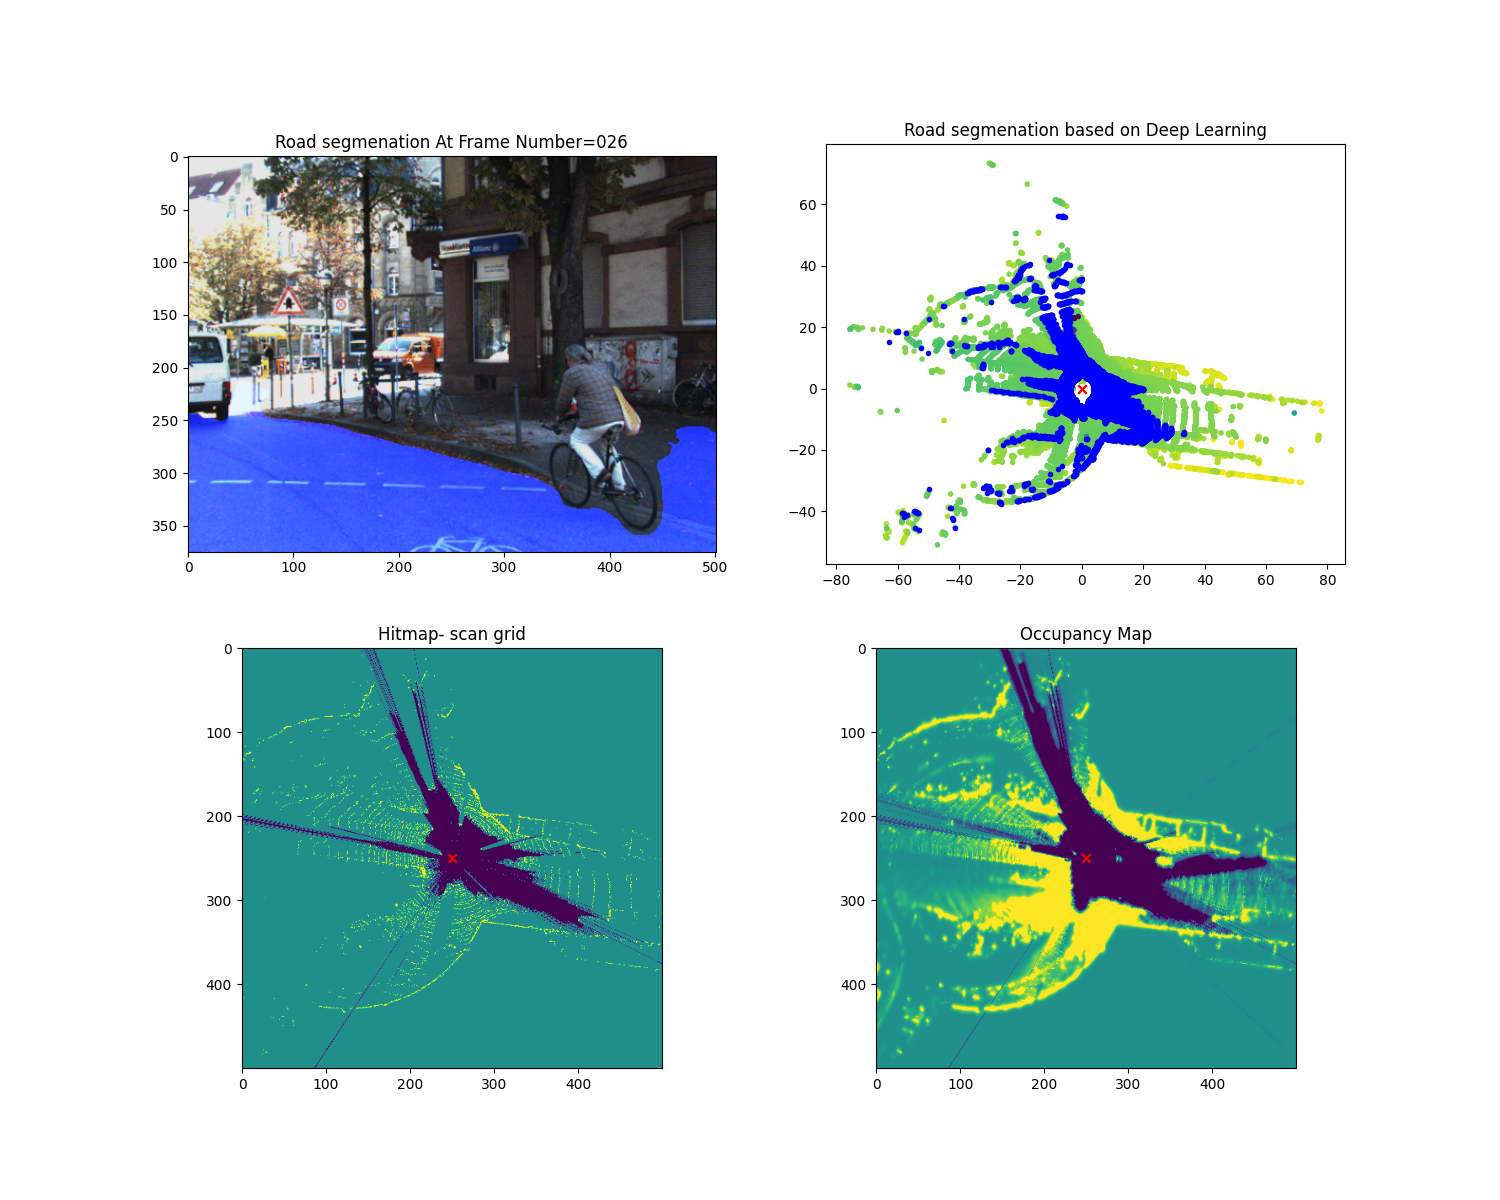 Road segmenation At Frame Number=026
0
50
100
150
200
250
300
350
0 100 200 300 400 500
Allianz
Road segmenation based on Deep Learning
60
40
20
0
−20
−40
−80 −60 −40 −20 0 20 40 60 80
Hitmap- scan grid
0
100
200
300
400
0 100 200 300 400
Occupancy Map
0
100
200
300
400
0 100 200 300 400